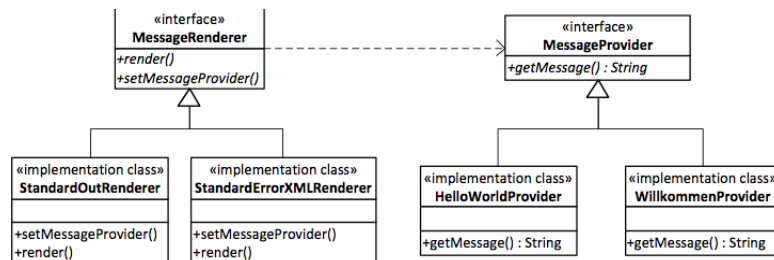 «interface»
MessageRenderer
+render()
+setMessageProvider()
«interface»
MessageProvider
+getMessage() : String
«implementation class»
StandardOutRenderer
+setMessageProvider()
+render()
«implementation class»
StandardErrorXMLRenderer
+setMessageProvider()
+render()
«implementation class»
HelloWorldProvider
+getMessage() : String
«implementation class»
WillkommenProvider
+getMessage() : String